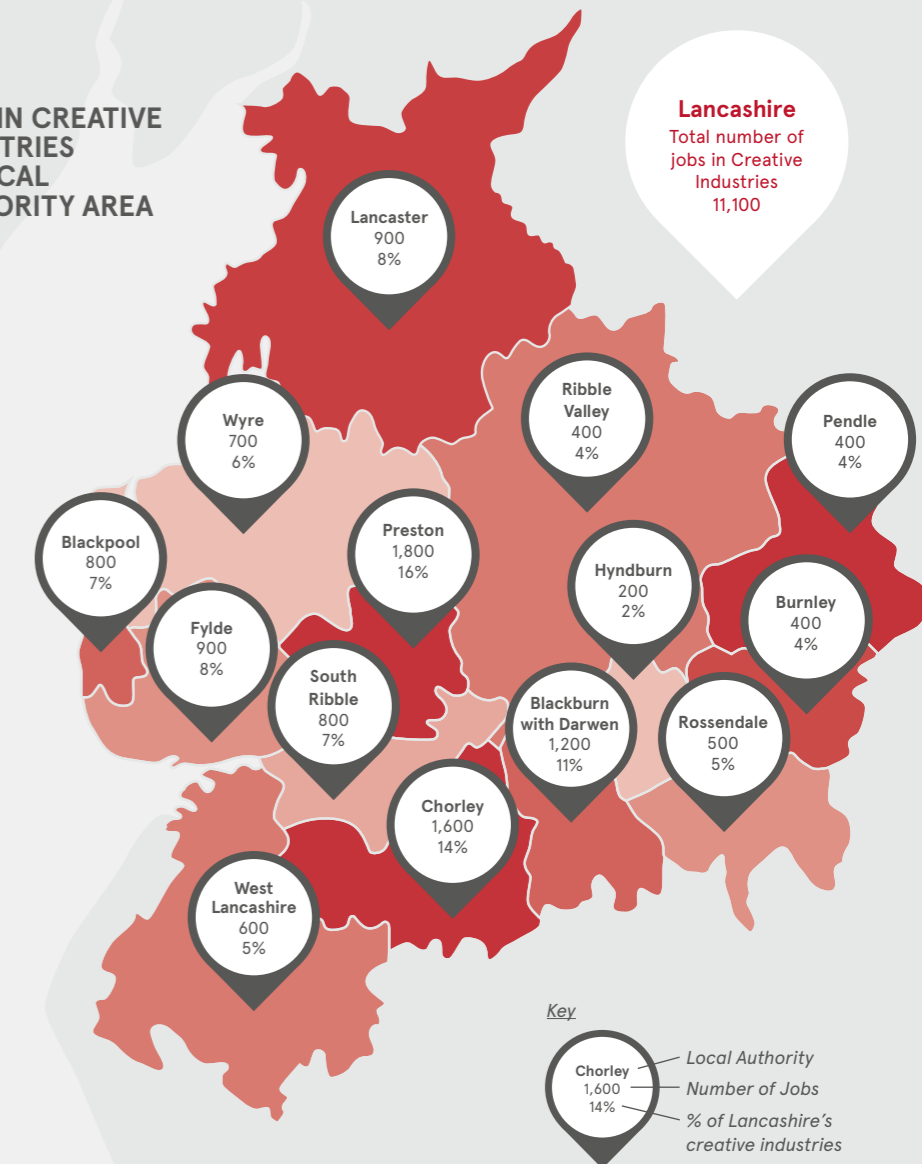 IN CREATIVE
TRIES
CAL
ORITY AREA
Lancashire
Total number of
jobs in Creative
Industries
11,100
Lancaster
900
8%
Wyre
700
6%
Ribble
Valley
400
4%
Pendle
400
4%
Blackpool
800
7%
Preston
1,800
16%
Hyndburn
200
2%
Burnley
400
4%
Fylde
900
8%
South
Ribble
800
7%
Blackburn
with Darwen
1,200
11%
Rossendale
500
5%
Chorley
1,600
14%
West
Lancashire
600
5%
Key
Chorley
1,600
14%
Local Authority
Number of Jobs
% of Lancashire's
creative industries